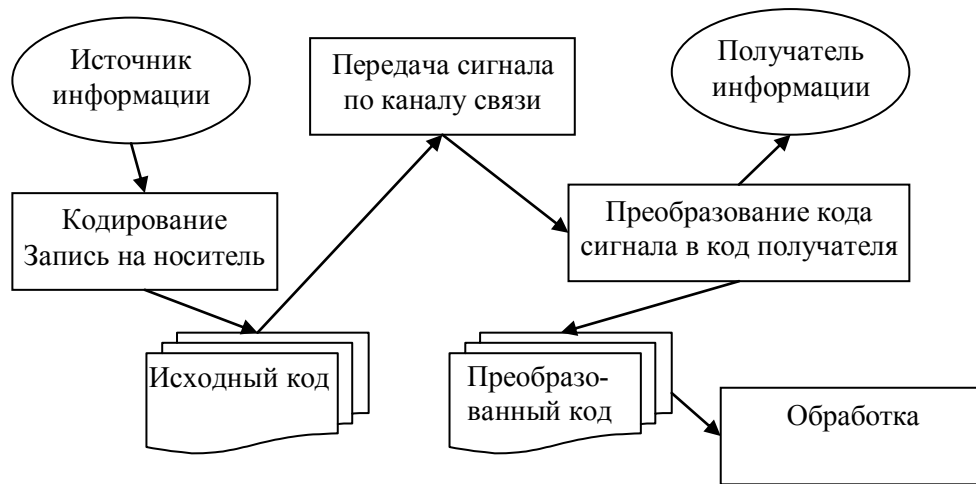 Источник
информации
Передача сигнала
по каналу связи
Получатель
информации
Кодирование
Запись на носитель
Преобразование кода
сигнала в код получателя
Исходный код
Преобразо-
ванный код
Обработка